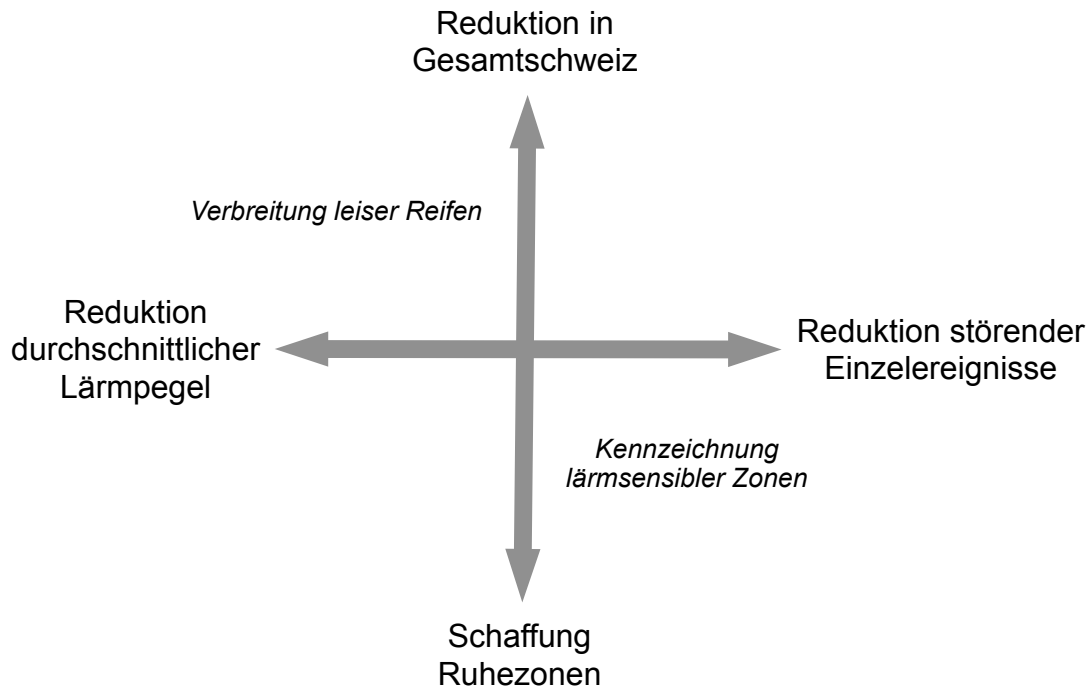 Reduktion in
Gesamtschweiz
Verbreitung leiser Reifen
Reduktion
durchschnittlicher
Lärmpegel
Reduktion störender
Einzelereignisse
Kennzeichnung
lärmsensibler Zonen
Schaffung
Ruhezonen